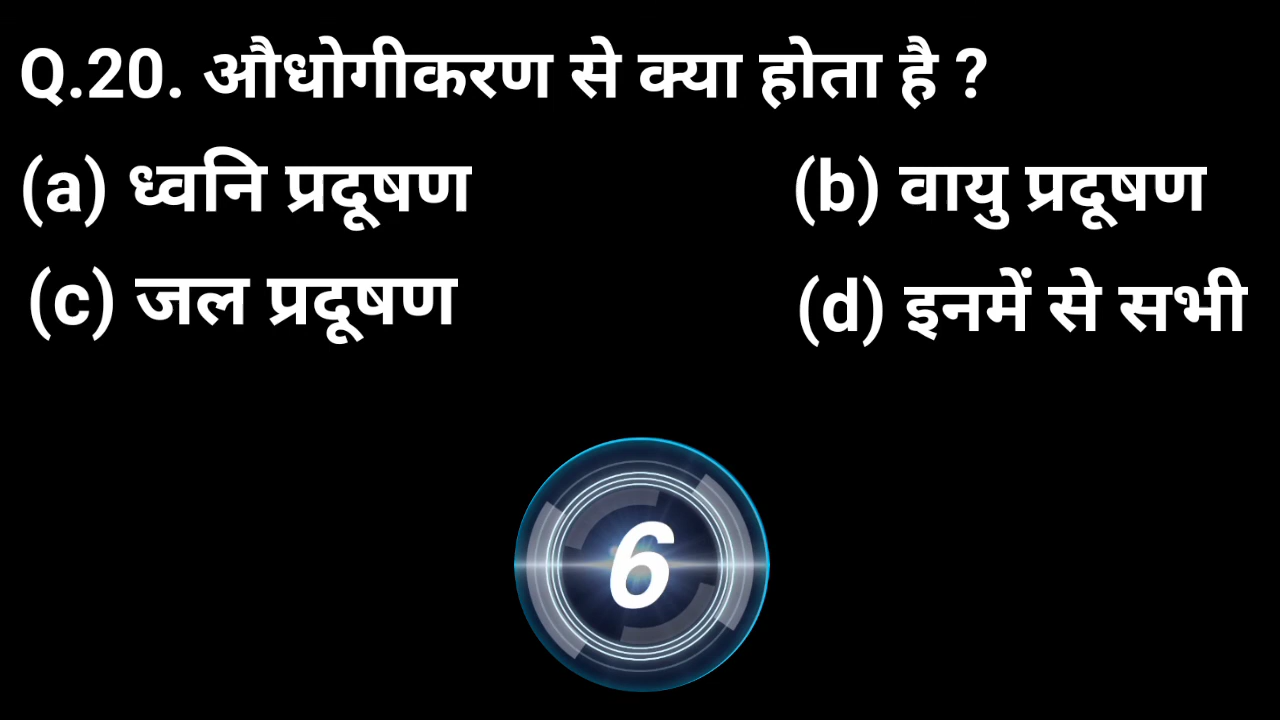 Q.20. औधोगीकरण से क्या होता है ?
(a) ध्वनि प्रदूषण (b) वायु प्रदूषण
(c) जल प्रदूषण (d) इनमें से सभी
6